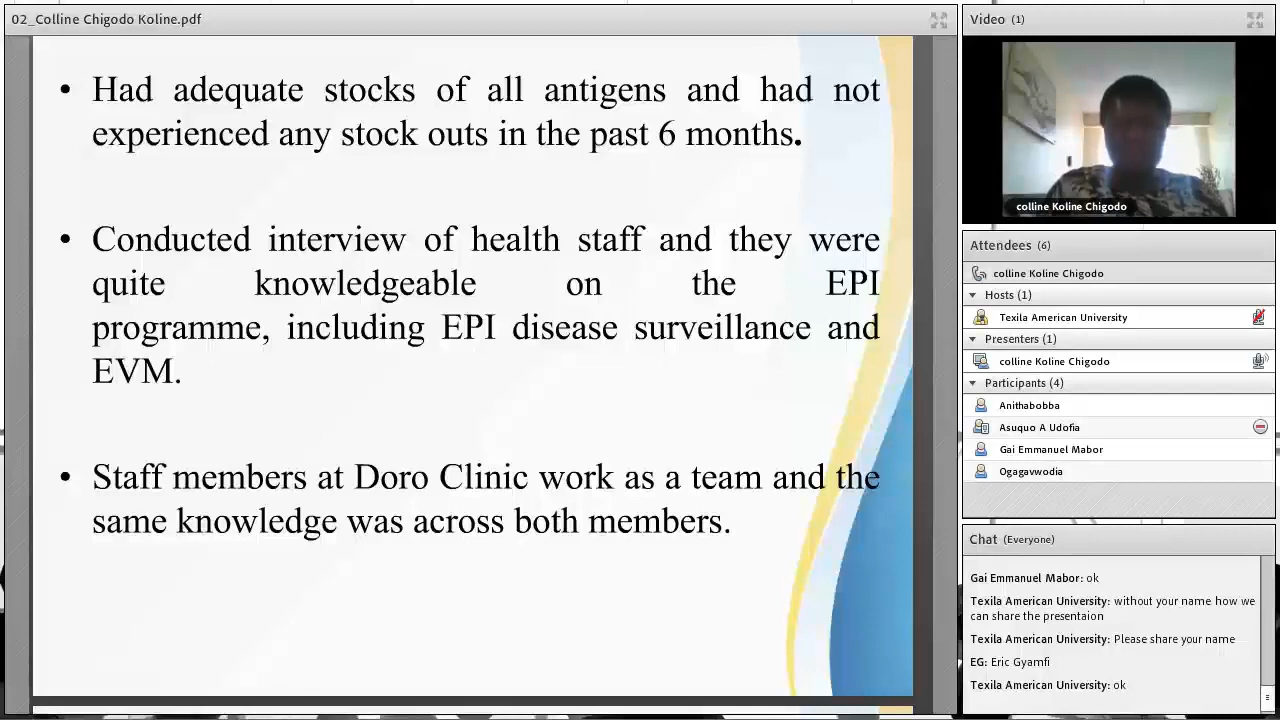 02_Colline Chigodo Koline.pdf
• Had adequate stocks of all antigens and had not
experienced any stock outs in the past 6 months.
• Conducted interview of health staff and they were
quite knowledgeable on the EPI
programme, including EPI disease surveillance and
EVM.
• Staff members at Doro Clinic work as a team and the
same knowledge was across both members.
Video (1)
colline Koline Chigodo
Attendees (6)
colline Koline Chigodo
Hosts (1)
Texila American University
Presenters (1)
colline Koline Chigodo
Participants (4)
Anithabobba
Asuquo A Udofia
Gai Emmanuel Mabor
Ogagavwodia
Chat (Everyone)
Gai Emmanuel Mabor: ok
Texila American University: without your name how we
can share the presentaion
Texila American University: Please share your name
EG: Eric Gyamfi
Texila American University: ok